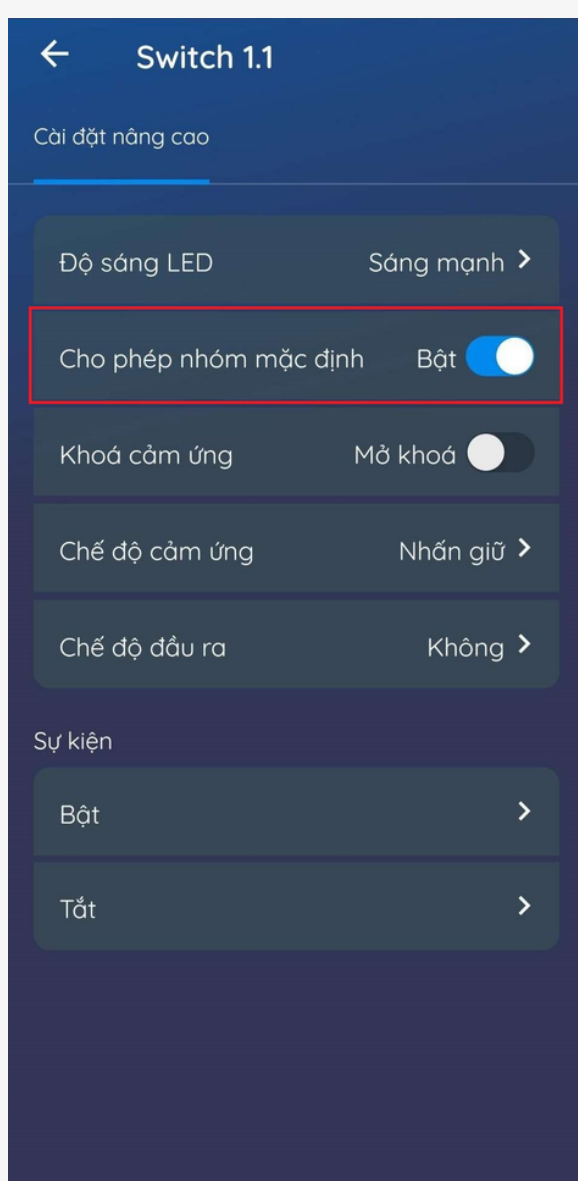 Switch 1.1
Cài đặt nâng cao
Độ sáng LED Sáng mạnh
Cho phép nhóm mặc định Bật
Khoá cảm ứng Mở khoá
Chế độ cảm ứng Nhấn giữ
Chế độ đầu ra Không
Sự kiện
Bật
Tắt